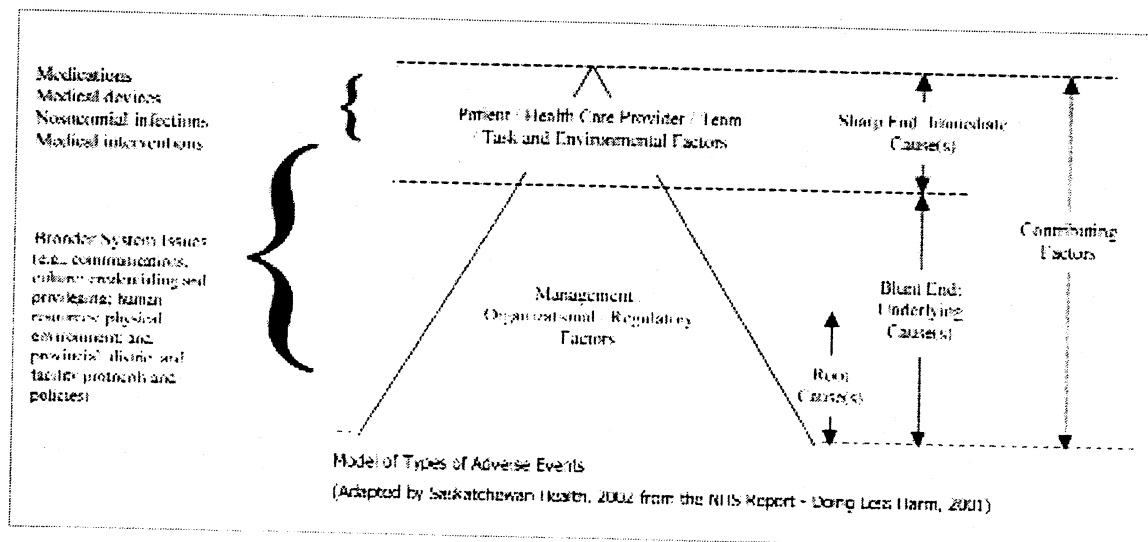 Medications
Medical devices
Nosocomial infections
Medical interventions
Broader System Issues
(e.g., communications,
culture; credentialing and
privileging; human
resources; physical
environment; and
provincial, district and
facility protocols and
policies)
Patient / Health Care Provider / Team
/ Task and Environmental Factors
Management
Organizational / Regulatory
Factors
Sharp End: Immediate
Cause(s)
Blunt End:
Underlying
Cause(s)
Root
Cause(s)
Contributing
Factors
Model of Types of Adverse Events
(Adapted by Saskatchewan Health, 2002 from the NHS Report - Doing Less Harm, 2001)